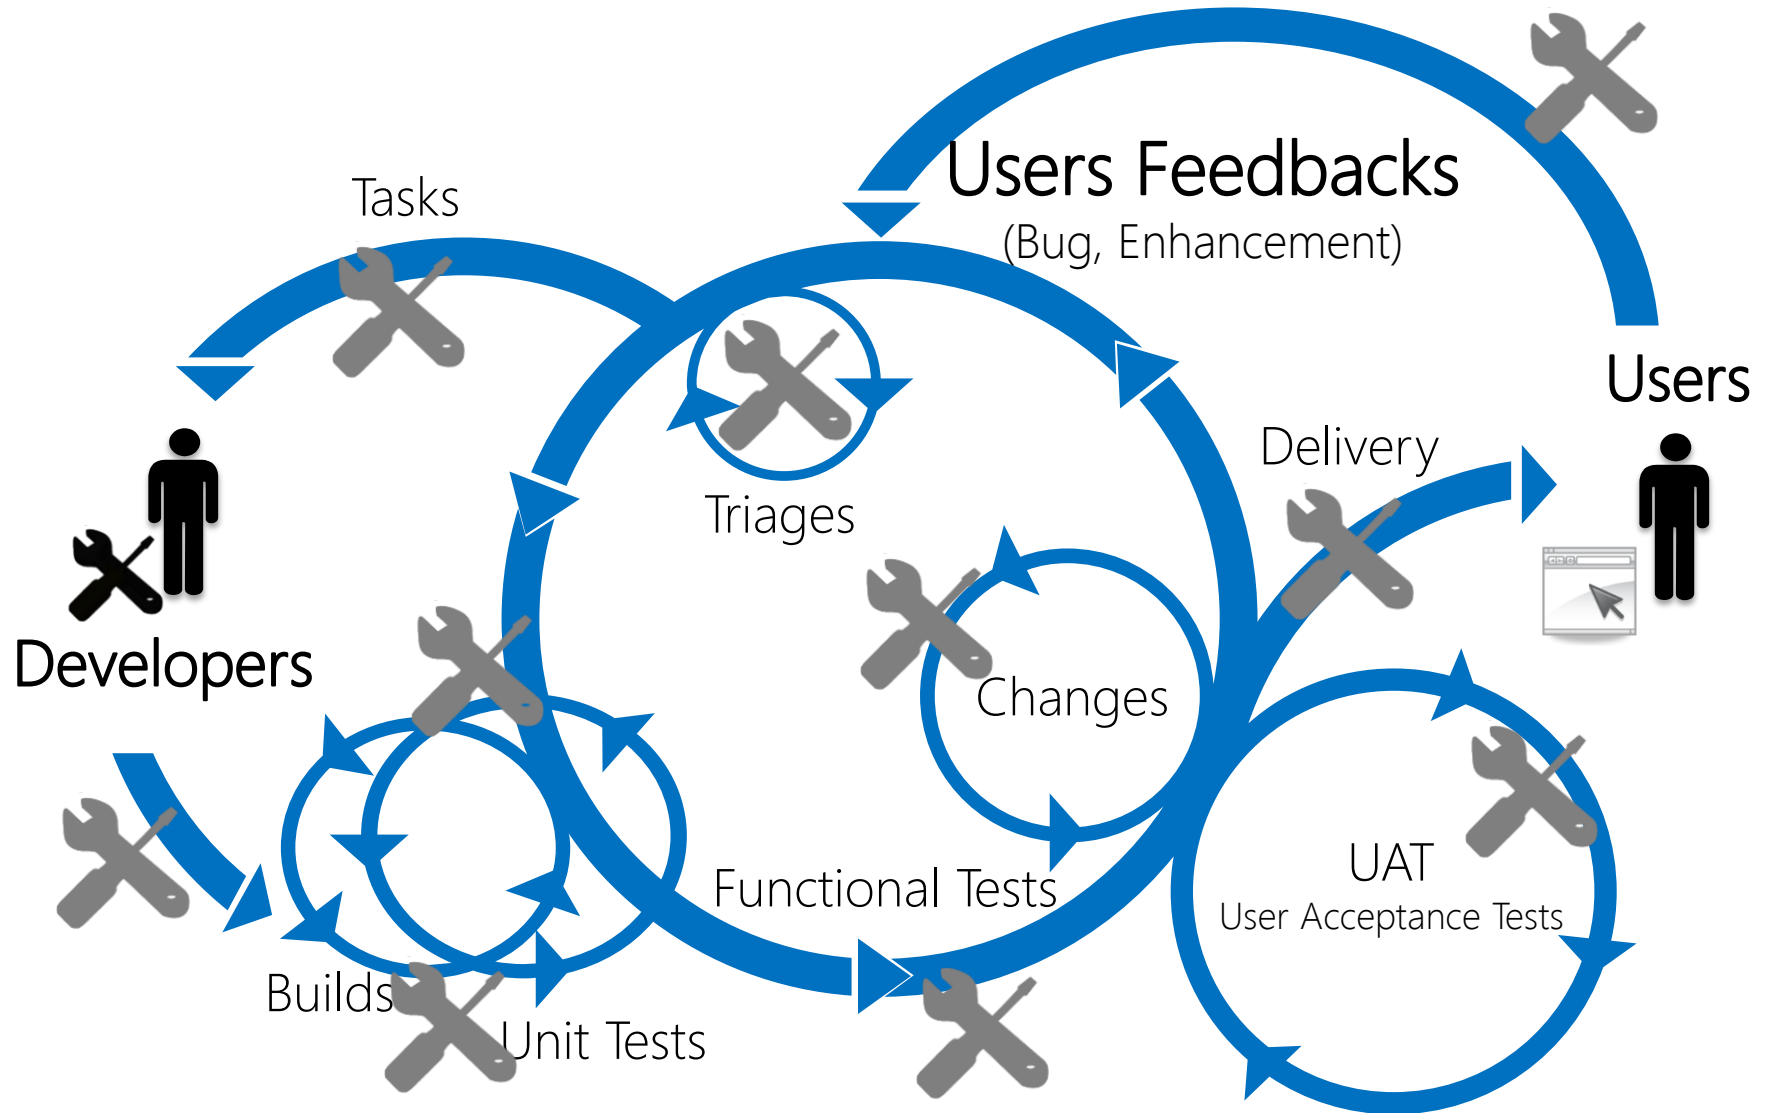 Users Feedbacks
(Bug, Enhancement)
Tasks
Users
Delivery
Triages
Developers
Changes
UAT
User Acceptance Tests
Functional Tests
Builds
Unit Tests